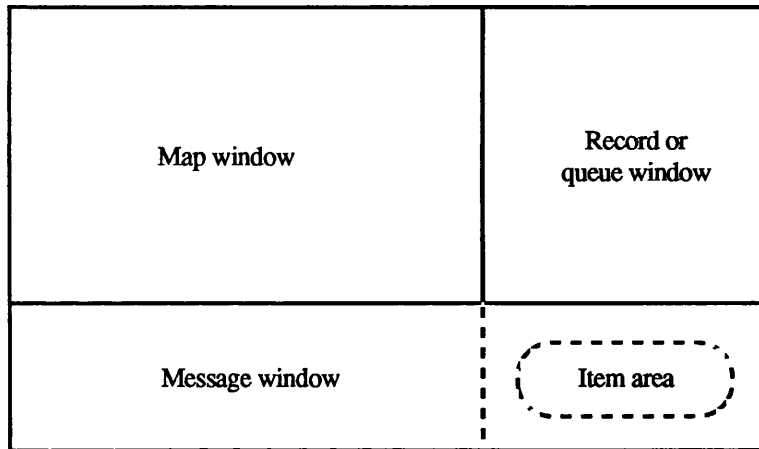 Map window
Record or
queue window
Message window
Item area